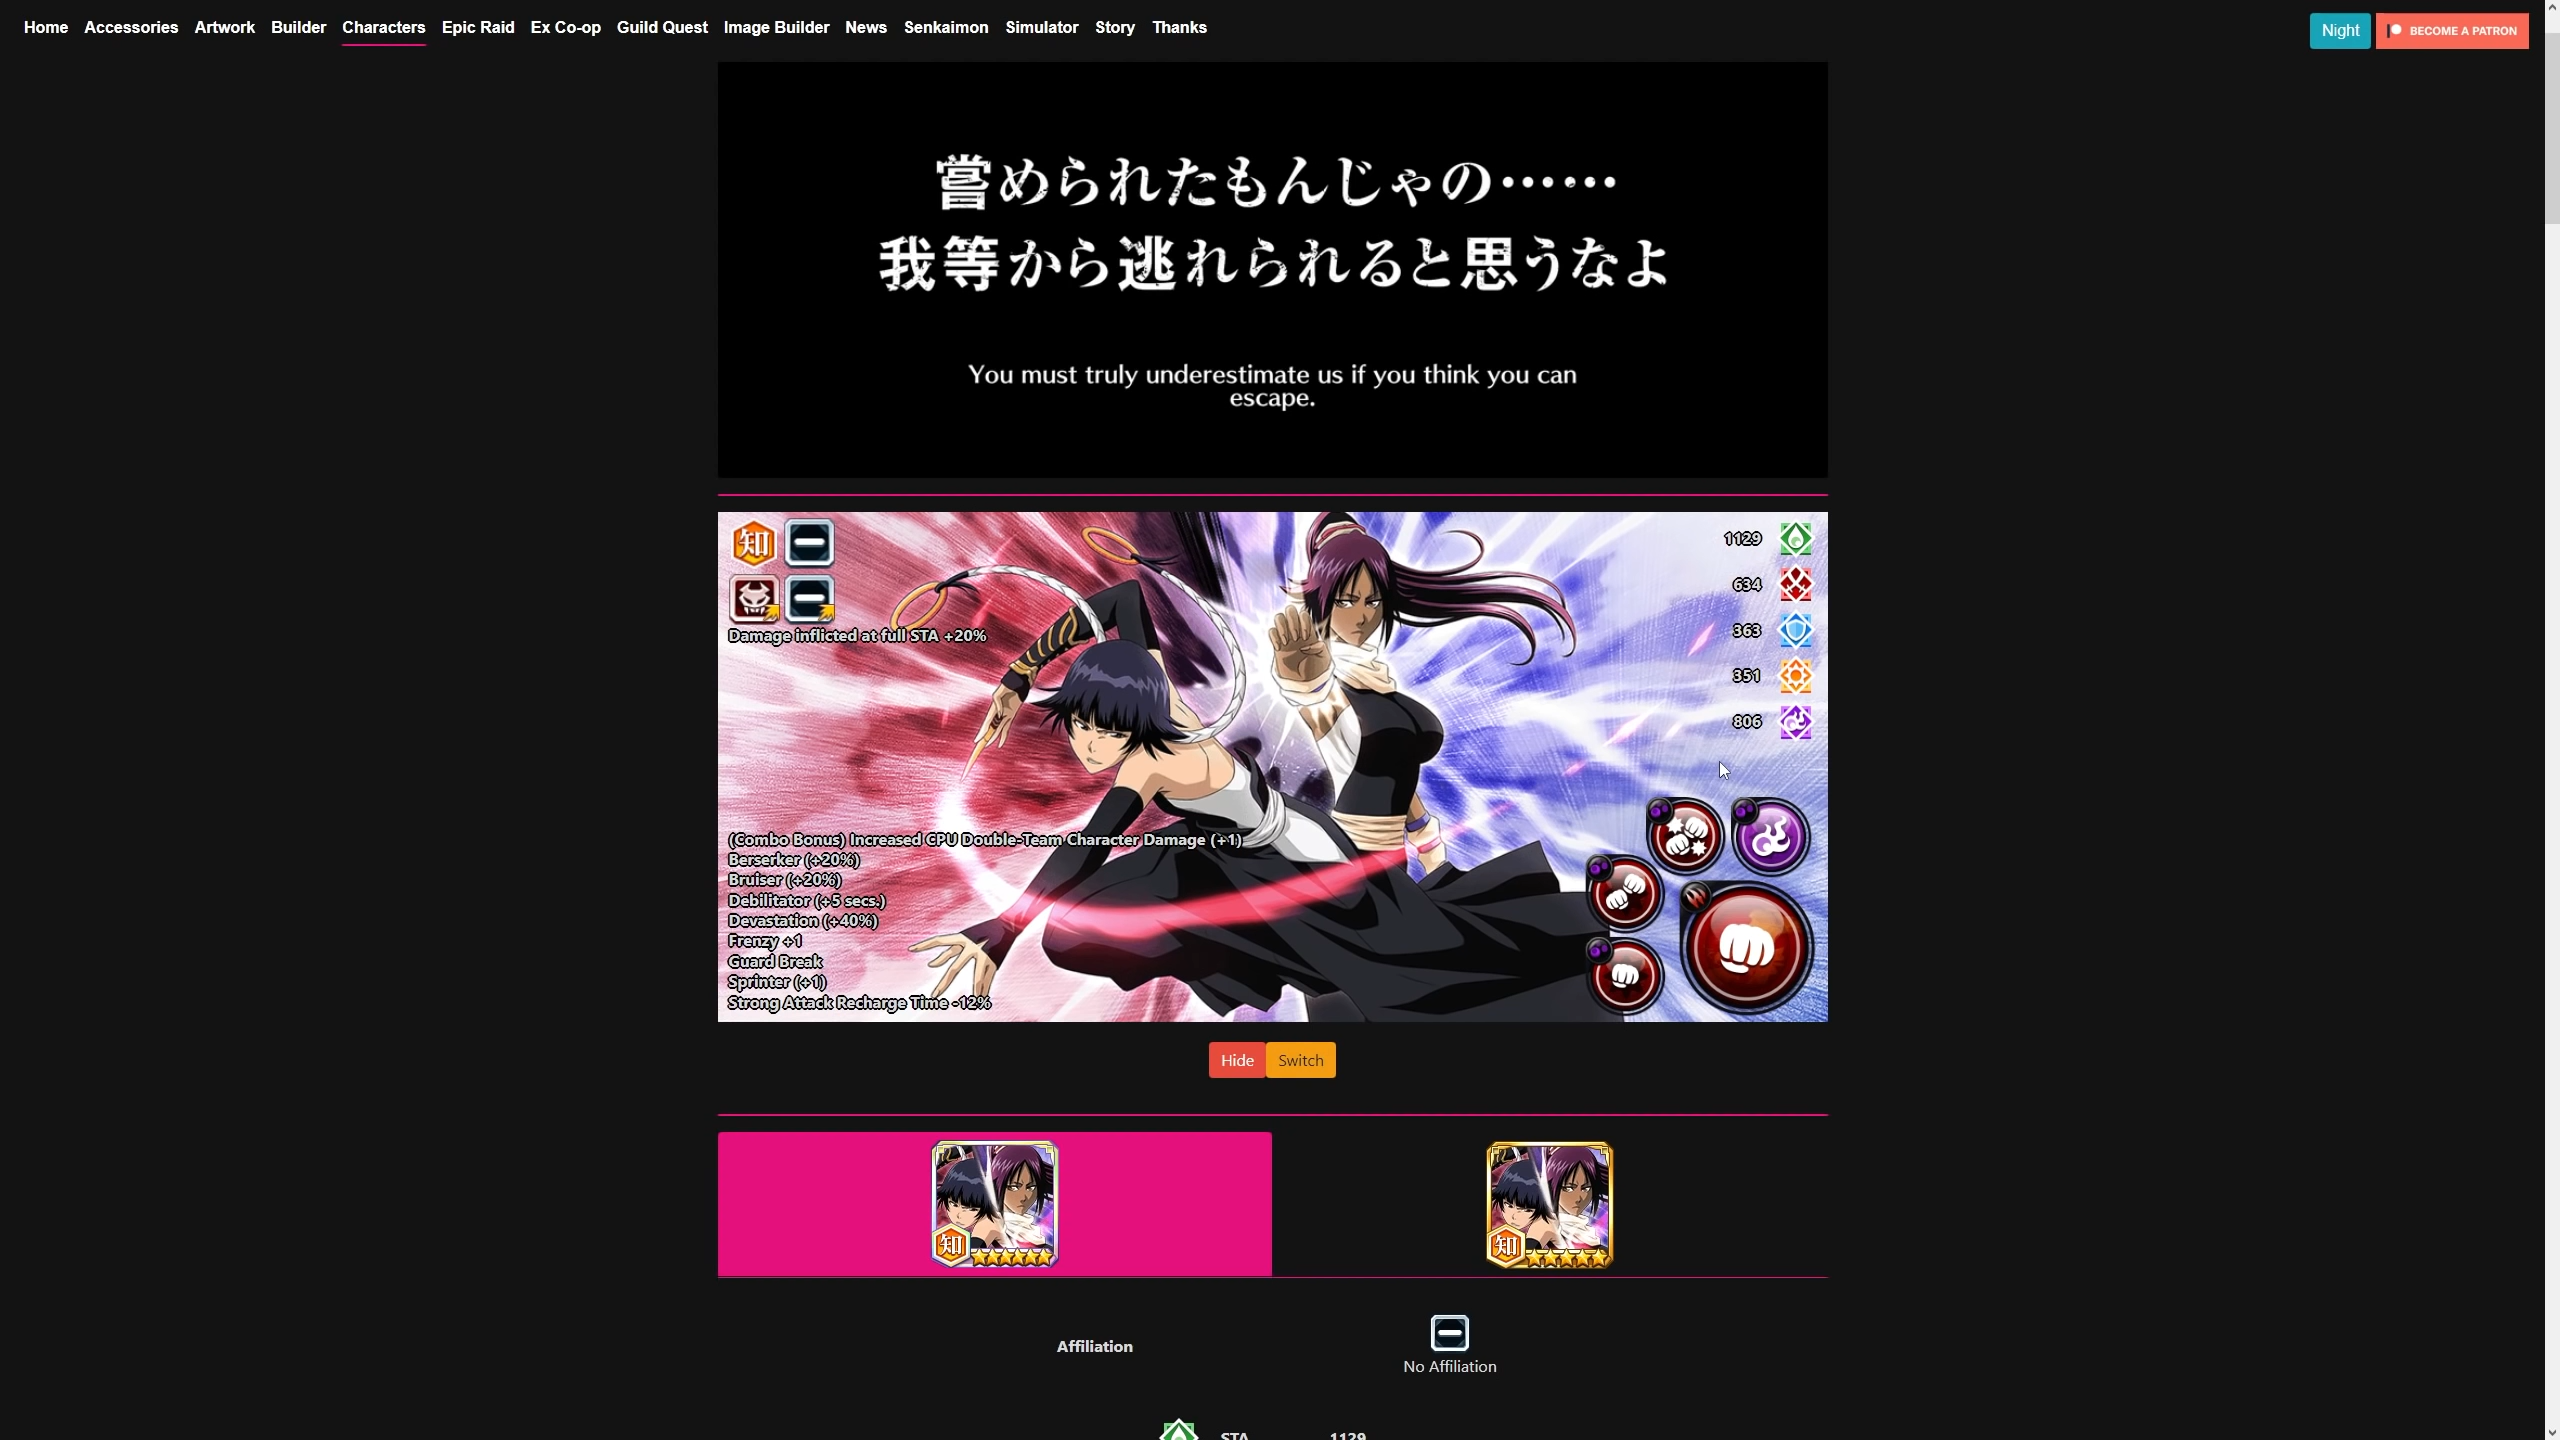 Home Accessories Artwork Builder Characters Epic Raid Ex Co-op Guild Quest Image Builder News Senkaimon Simulator Story Thanks
Night BECOME A PATRON
嘗められたもんじゃの……
我等から逃れられると思うなよ
You must truly underestimate us if you think you can
escape.
知
Damage inflicted at full STA +20%
1129
634
363
351
806
(Combo Bonus) Increased CPU Double-Team Character Damage (+1)
Berserker (+20%)
Bruiser (+20%)
Debilitator (+5 secs.)
Devastation (+40%)
Frenzy +1
Guard Break
Sprinter (+1)
Strong Attack Recharge Time -12%
Hide Switch
知
知
Affiliation
No Affiliation
STA 1129